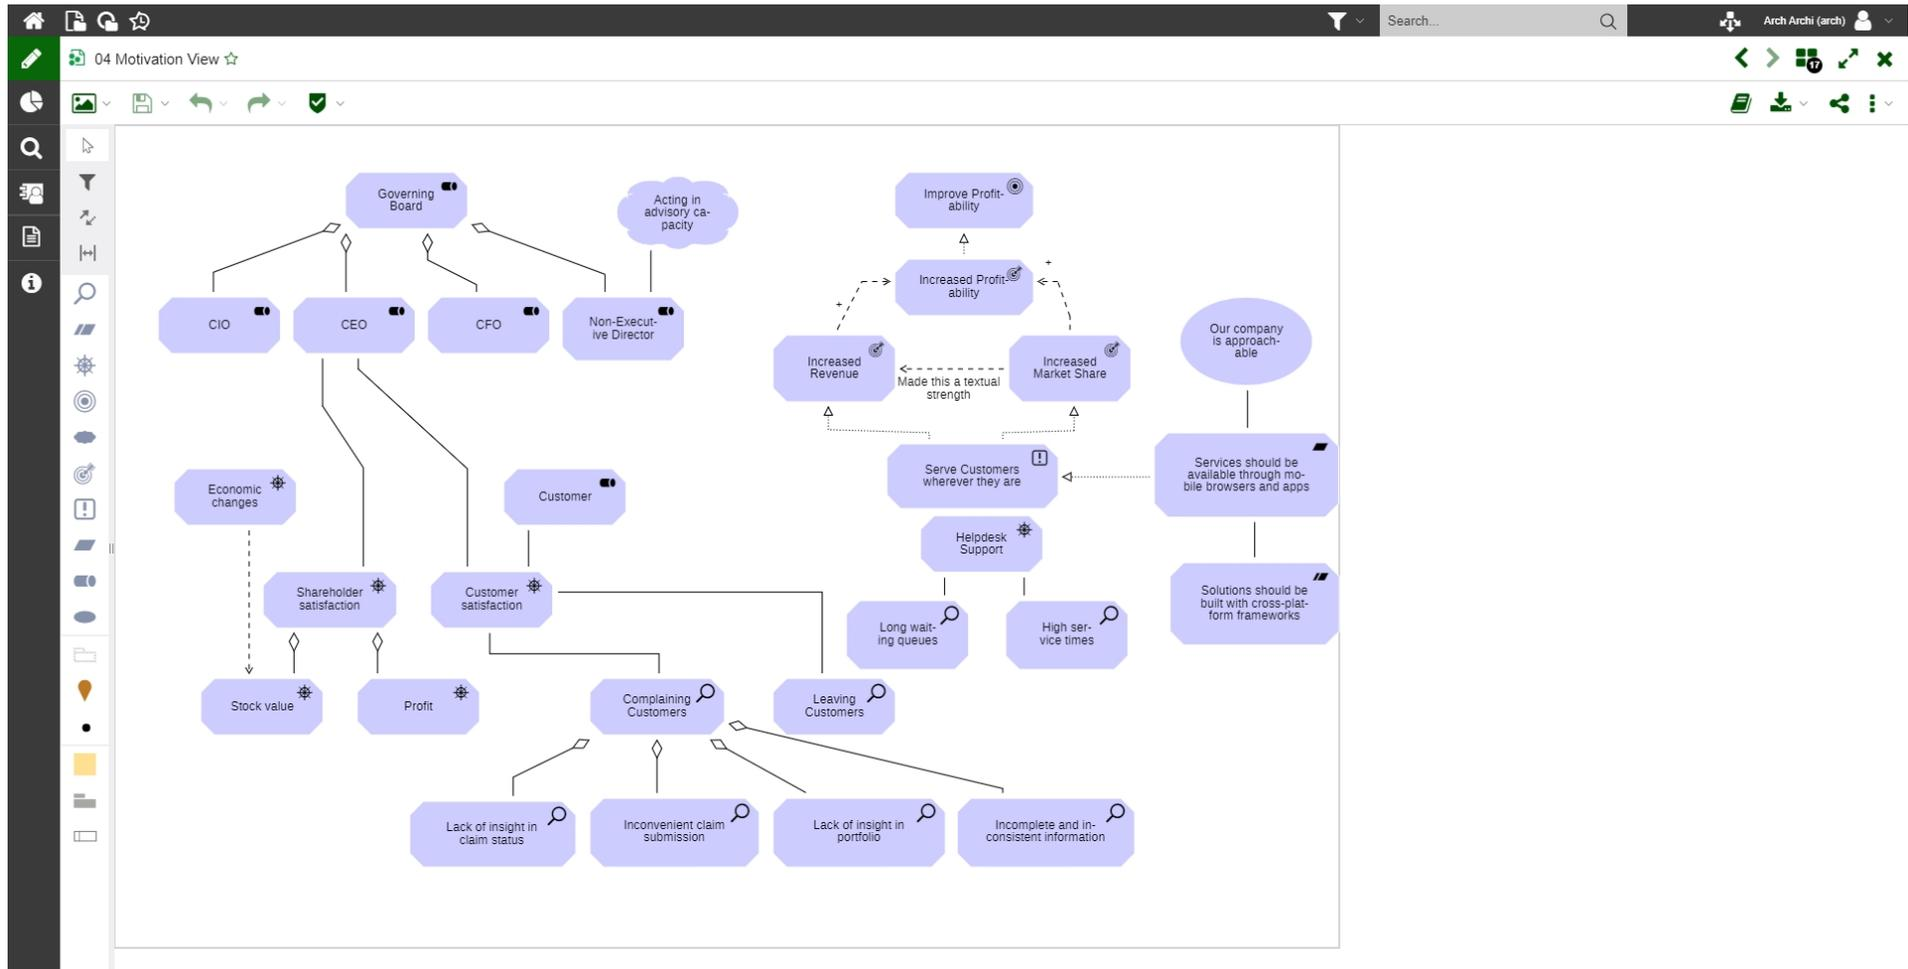 Search...
Arch Archi (arch)
04 Motivation View
17
Governing
Board
Acting in
advisory ca-
pacity
Improve Profit-
ability
Increased Profit-
ability
+
+
CIO
CEO
CFO
Non-Execut-
ive Director
Our company
is approach-
able
Increased
Revenue
Increased
Market Share
Made this a textual
strength
Serve Customers
wherever they are
Services should be
available through mo-
bile browsers and apps
Economic
changes
Customer
Helpdesk
Support
Shareholder
satisfaction
Customer
satisfaction
Solutions should be
built with cross-plat-
form frameworks
Long wait-
ing queues
High ser-
vice times
Stock value
Profit
Complaining
Customers
Leaving
Customers
Lack of insight in
claim status
Inconvenient claim
submission
Lack of insight in
portfolio
Incomplete and in-
consistent information